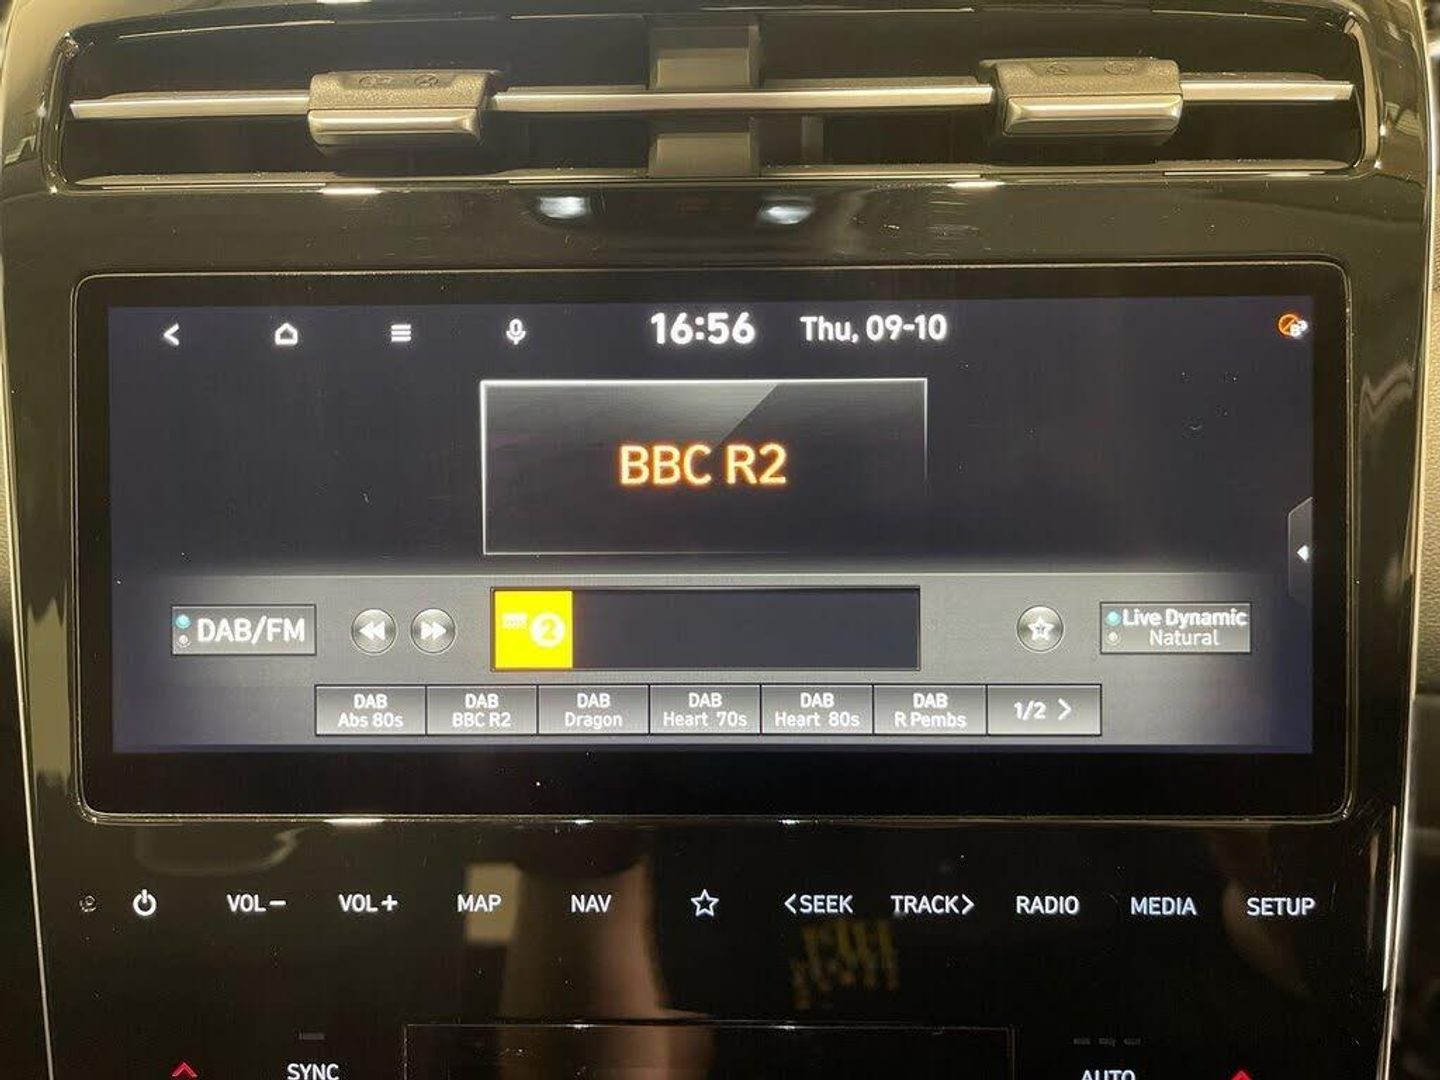 16:56 Thu, 09-10
BBC R2
DAB/FM
2
Live Dynamic
Natural
DAB
Abs 80s
DAB
BBC R2
DAB
Dragon
DAB
Heart 70s
DAB
Heart 80s
DAB
R Pembs
1/2 >
VOL− VOL+ MAP NAV <SEEK TRACK> RADIO MEDIA SETUP
SYNC AUTO